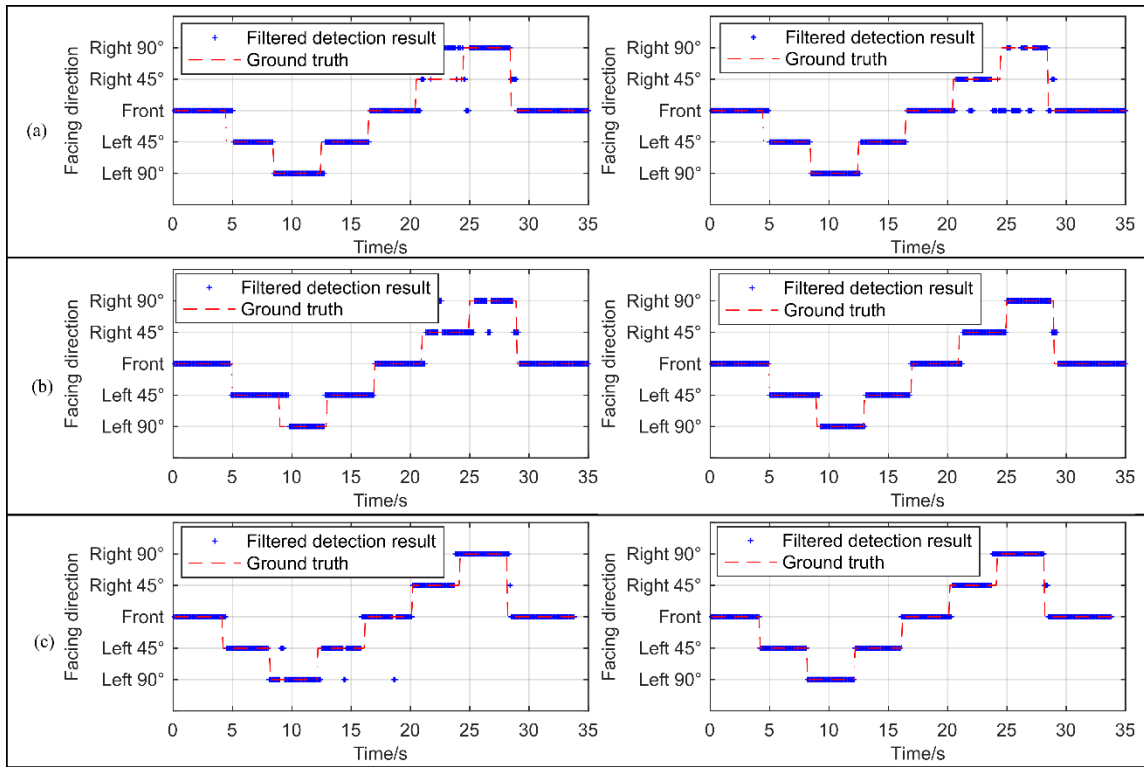 (a)
Facing direction
Right 90°
Right 45°
Front
Left 45°
Left 90°
Filtered detection result
Ground truth
0 5 10 15 20 25 30 35
Time/s
Facing direction
Right 90°
Right 45°
Front
Left 45°
Left 90°
Filtered detection result
Ground truth
0 5 10 15 20 25 30 35
Time/s
(b)
Facing direction
Right 90°
Right 45°
Front
Left 45°
Left 90°
Filtered detection result
Ground truth
0 5 10 15 20 25 30 35
Time/s
Facing direction
Right 90°
Right 45°
Front
Left 45°
Left 90°
Filtered detection result
Ground truth
0 5 10 15 20 25 30 35
Time/s
(c)
Facing direction
Right 90°
Right 45°
Front
Left 45°
Left 90°
Filtered detection result
Ground truth
0 5 10 15 20 25 30 35
Time/s
Facing direction
Right 90°
Right 45°
Front
Left 45°
Left 90°
Filtered detection result
Ground truth
0 5 10 15 20 25 30 35
Time/s